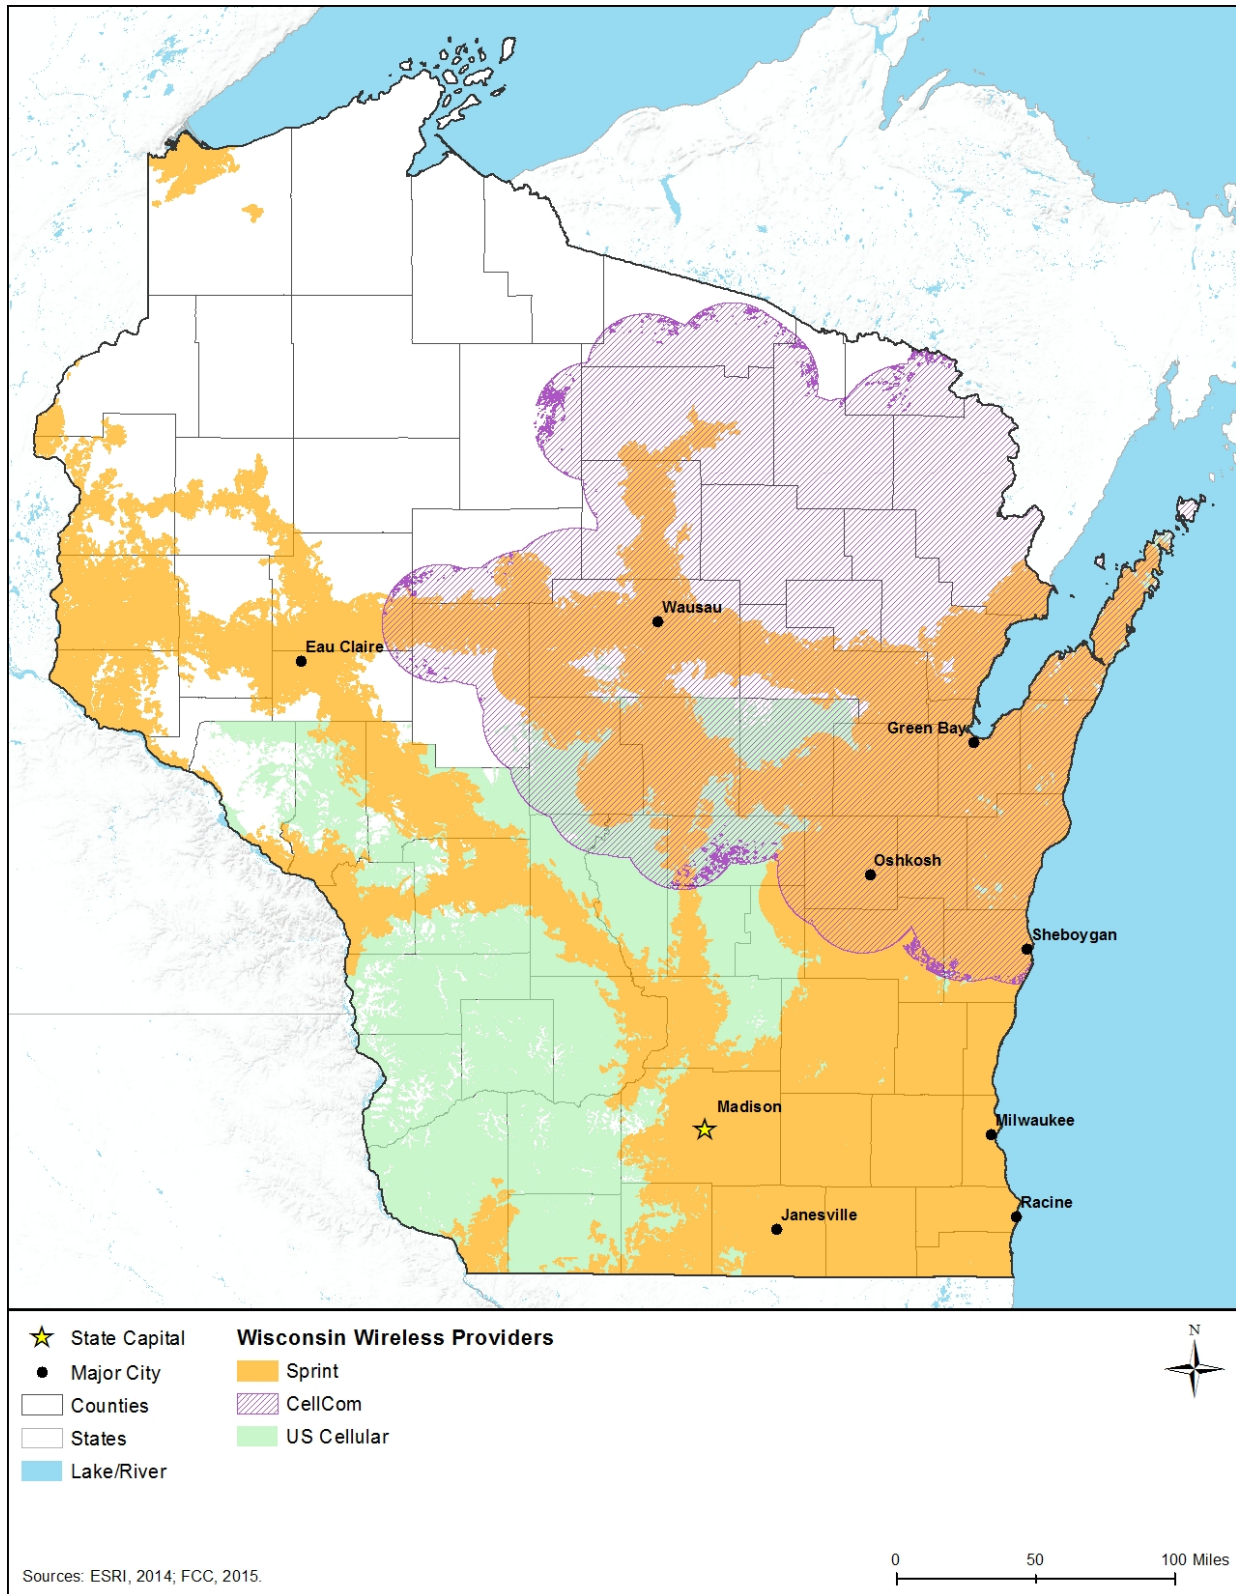 Wausau
Eau Claire
Green Bay
Oshkosh
Sheboygan
Madison
Milwaukee
Racine
Janesville
State Capital
Major City
Counties
States
Lake/River
Wisconsin Wireless Providers
Sprint
CellCom
US Cellular
N
0 50 100 Miles
Sources: ESRI, 2014; FCC, 2015.